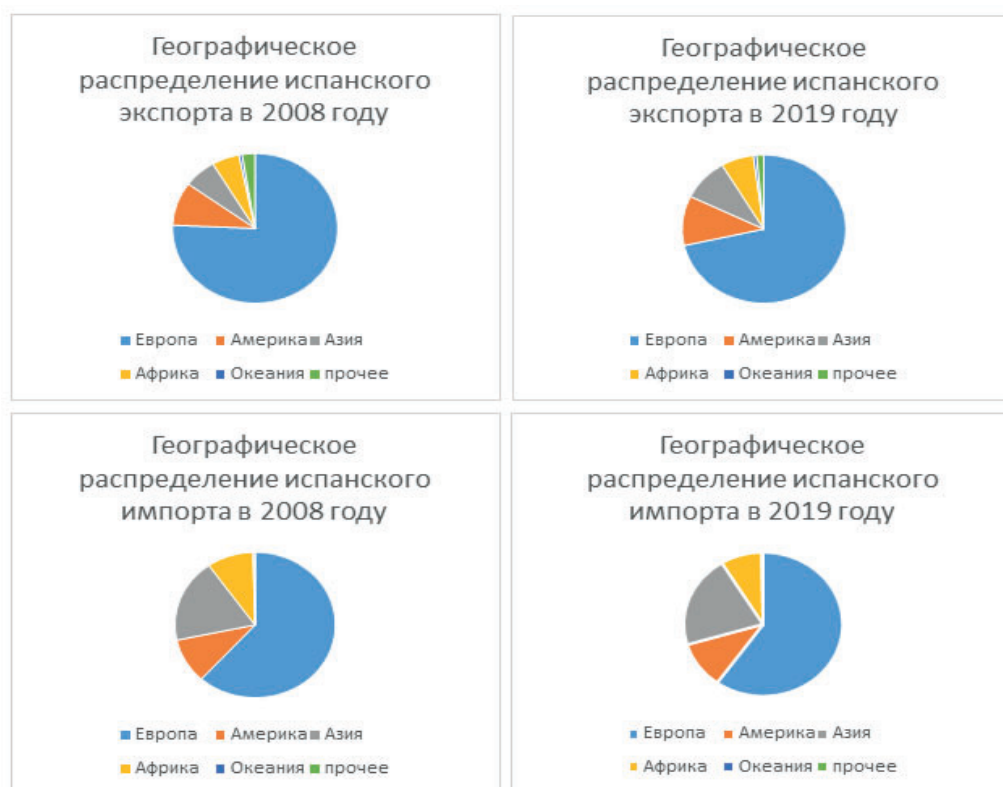 Географическое
распределение испанского
экспорта в 2008 году
Европа Америка Азия
Африка Океания прочее
Географическое
распределение испанского
экспорта в 2019 году
Европа Америка Азия
Африка Океания прочее
Географическое
распределение испанского
импорта в 2008 году
Европа Америка Азия
Африка Океания прочее
Географическое
распределение испанского
импорта в 2019 году
Европа Америка Азия
Африка Океания прочее